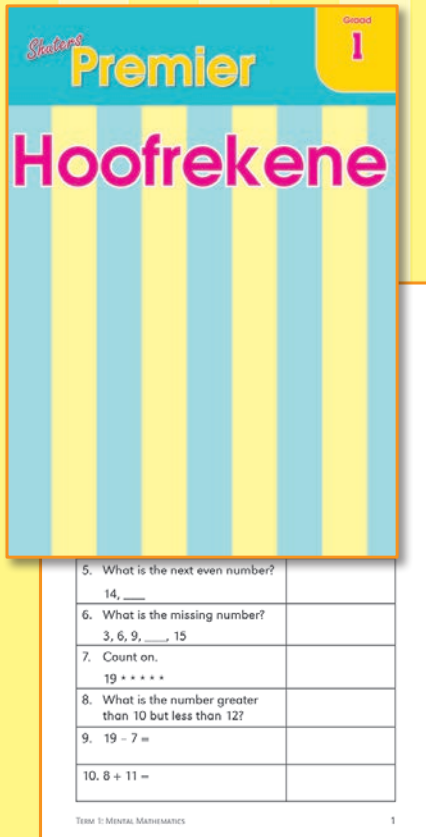 Shuters
Premier
Graad
1
Hoofrekene
5. What is the next even number?
14, ___
6. What is the missing number?
3, 6, 9, ___, 15
7. Count on.
19 * * * * *
8. What is the number greater
than 10 but less than 12?
9. 19 – 7 =
10. 8 + 11 =
Term 1: Mental Mathematics
1